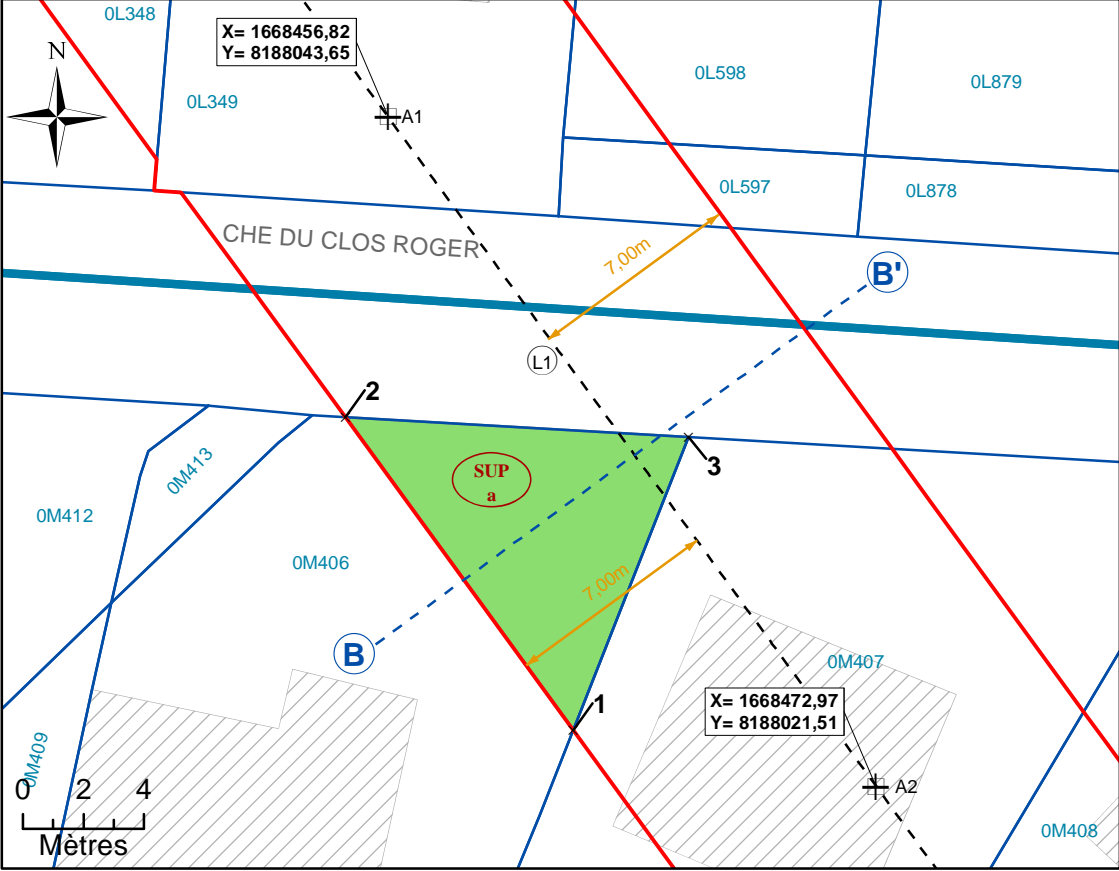 0L348
X= 1668456,82
Y= 8188043,65
N
0L349
A1
0L598
0L879
0L597
0L878
CHE DU CLOS ROGER
7,00m
B'
L1
2
3
SUP
a
0M413
0M412
0M406
7,00m
B
1
0M407
X= 1668472,97
Y= 8188021,51
0M409
A2
0 2 4
Mètres
0M408